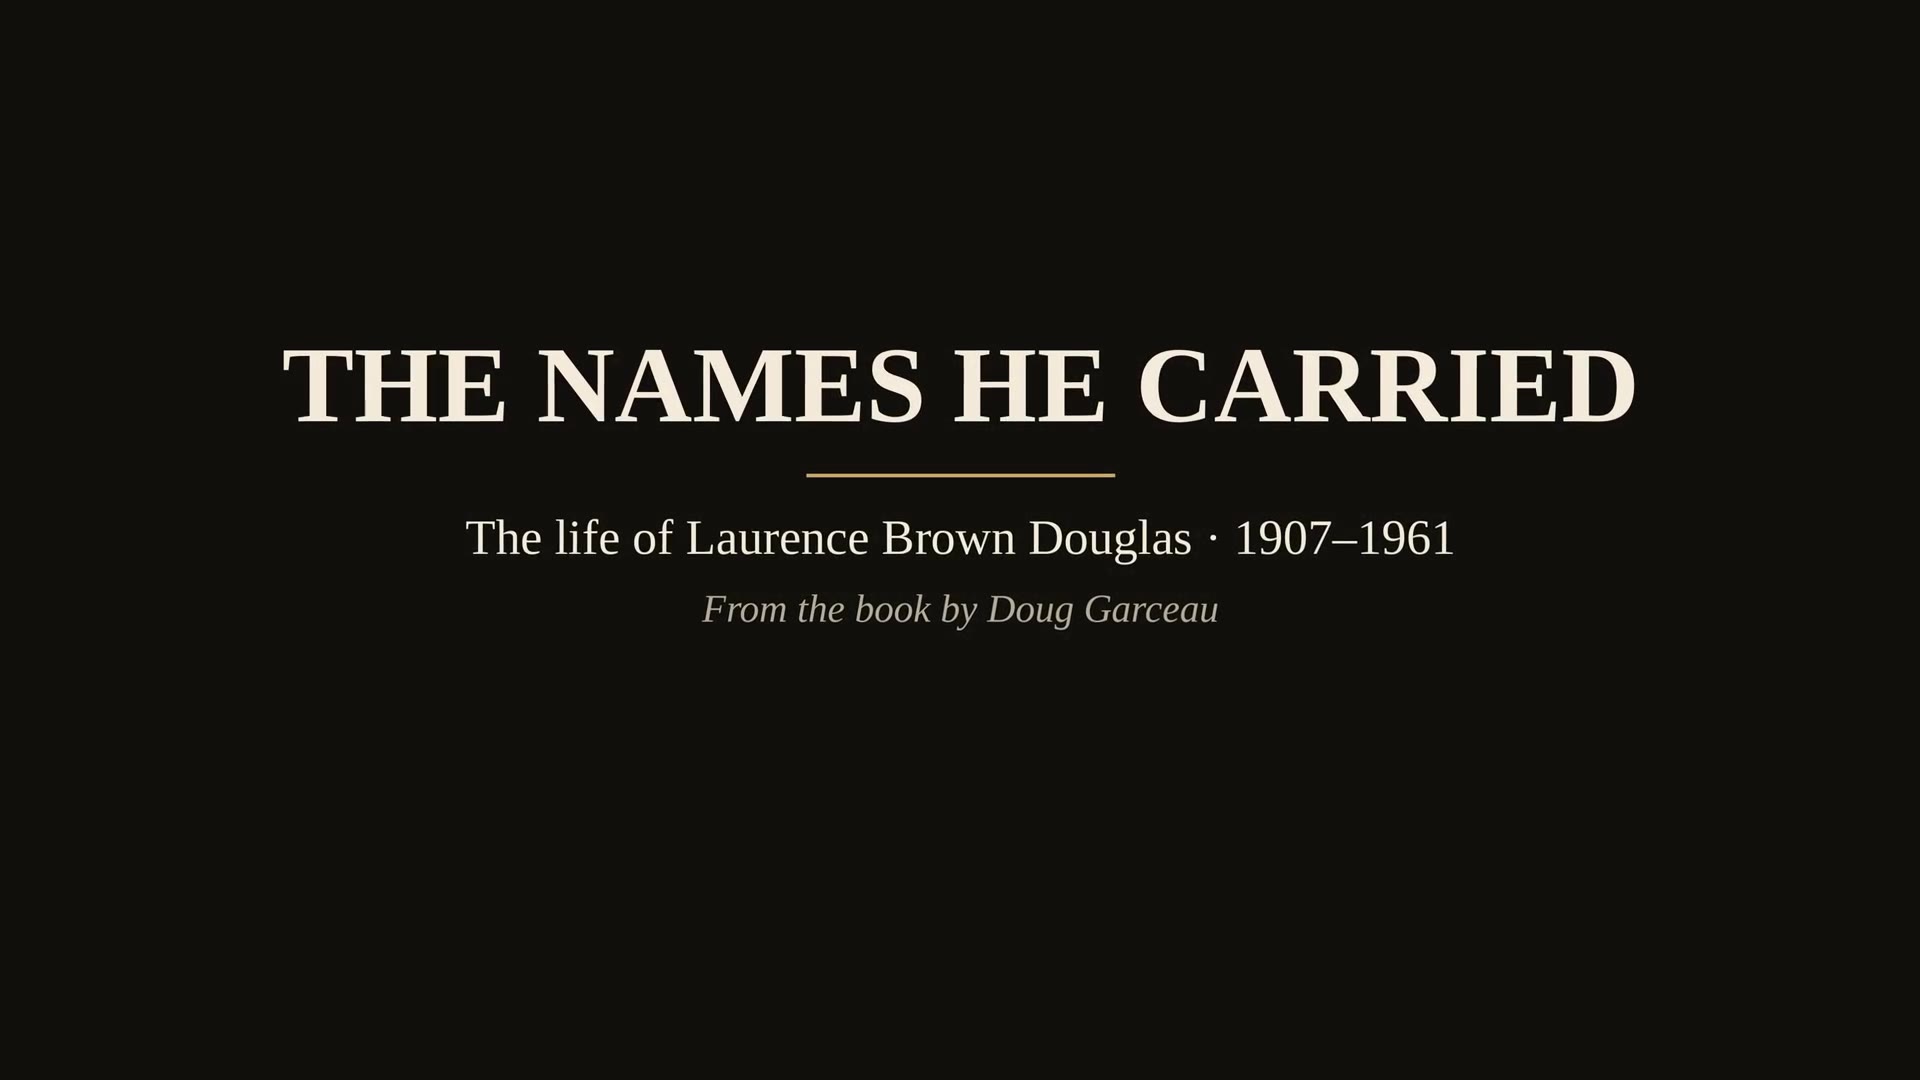 THE NAMES HE CARRIED
The life of Laurence Brown Douglas · 1907–1961
From the book by Doug Garceau